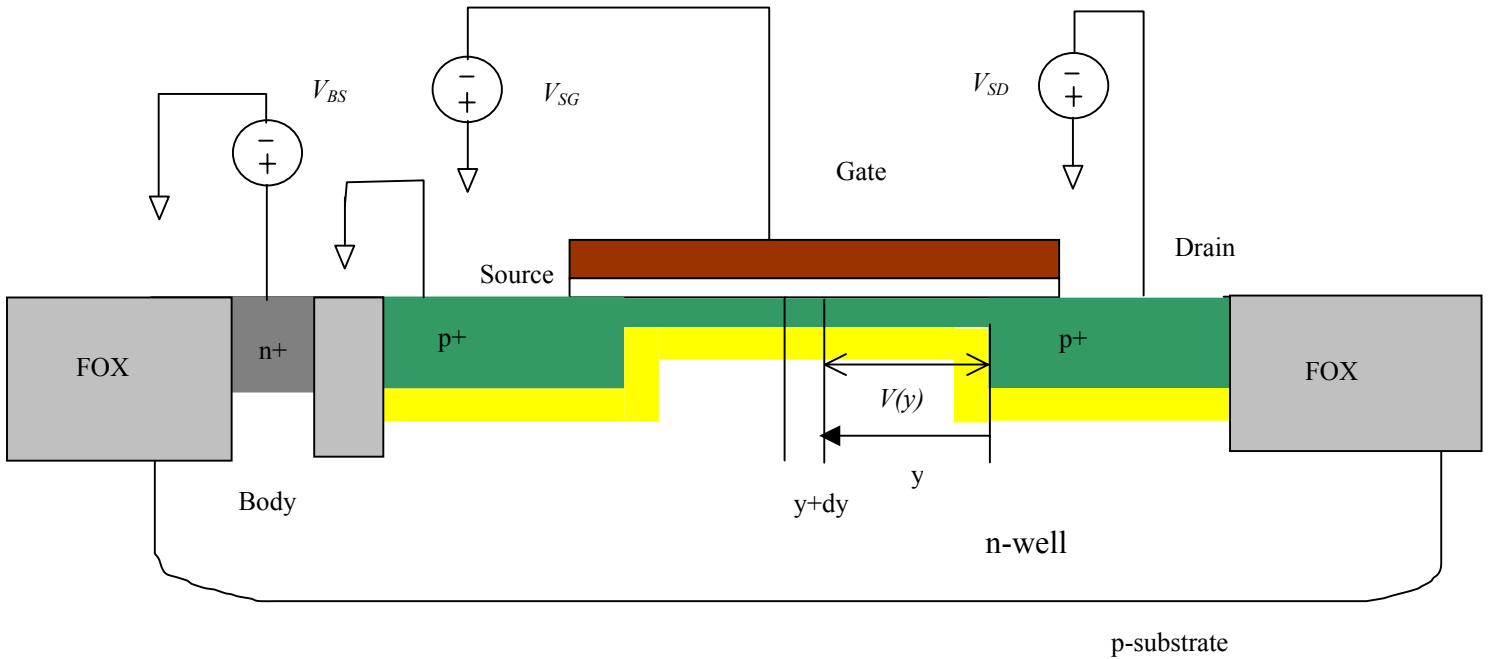 V_BS
V_SG
V_SD
− +
− +
− +
Gate
Source
Drain
FOX
n+
p+
p+
FOX
V(y)
y
Body
y+dy
n-well
p-substrate